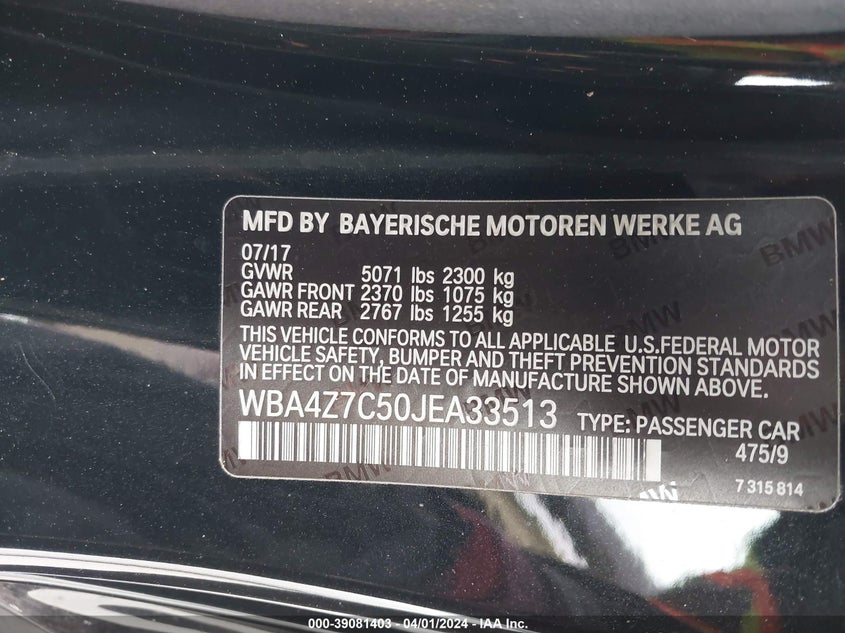 MFD BY BAYERISCHE MOTOREN WERKE AG
07/17
GVWR 5071 lbs 2300 kg
GAWR FRONT 2370 lbs 1075 kg
GAWR REAR 2767 lbs 1255 kg
THIS VEHICLE CONFORMS TO ALL APPLICABLE U.S.FEDERAL MOTOR
VEHICLE SAFETY, BUMPER AND THEFT PREVENTION STANDARDS
IN EFFECT ON THE DATE OF MANUFACTURE SHOWN ABOVE.
WBA4Z7C50JEA33513 TYPE: PASSENGER CAR
475/9
7 315 814
BMW
BMW
000-39081403 - 04/01/2024 - IAA Inc.